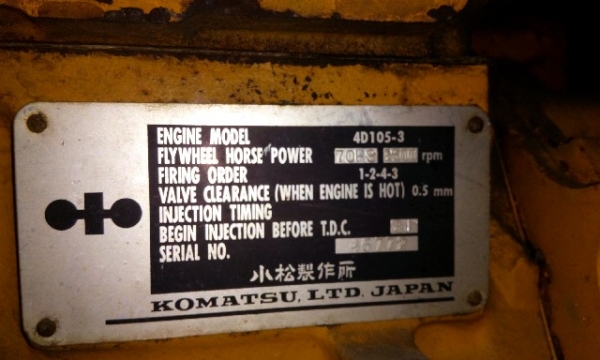 ENGINE MODEL 4D105-3
FLYWHEEL HORSE POWER rpm
FIRING ORDER 1-2-4-3
VALVE CLEARANCE (WHEN ENGINE IS HOT) 0.5 mm
INJECTION TIMING
BEGIN INJECTION BEFORE T.D.C.
SERIAL NO.
小松製作所
KOMATSU, LTD. JAPAN